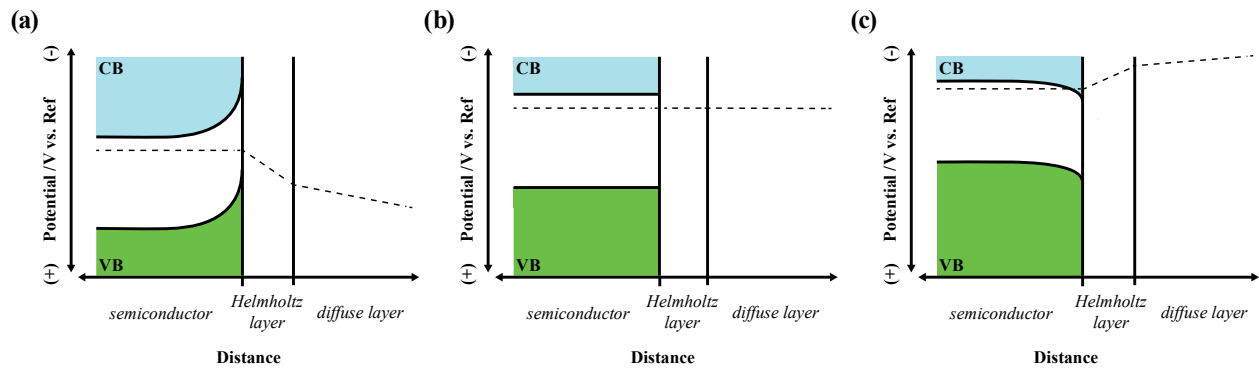 (a)
(-)
CB
Potential /V vs. Ref
VB
(+)
semiconductor
Helmholtz
layer
diffuse layer
Distance
(b)
(-)
CB
Potential /V vs. Ref
VB
(+)
semiconductor
Helmholtz
layer
diffuse layer
Distance
(c)
(-)
CB
Potential /V vs. Ref
VB
(+)
semiconductor
Helmholtz
layer
diffuse layer
Distance